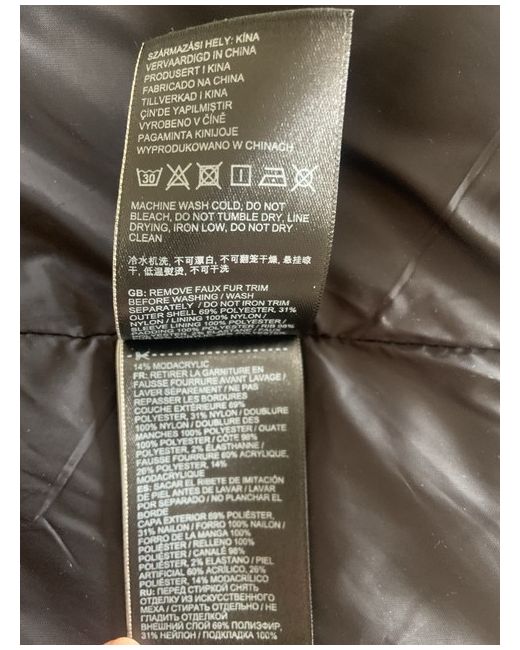 SZÁRMAZÁSI HELY: KÍNA
VERVAARDIGD IN CHINA
PRODUSERT I KINA
FABRICADO NA CHINA
TILLVERKAD I KINA
ÇIN'DE YAPILMIŞTIR
VYROBENO V ČÍNĚ
PAGAMINTA KINIJOJE
WYPRODUKOWANO W CHINACH
30
MACHINE WASH COLD, DO NOT
BLEACH, DO NOT TUMBLE DRY, LINE
DRYING, IRON LOW, DO NOT DRY
CLEAN
冷水机洗, 不可漂白, 不可翻笼干燥, 悬挂晾
干, 低温熨烫, 不可干洗
GB: REMOVE FAUX FUR TRIM
BEFORE WASHING / WASH
SEPARATELY / DO NOT IRON TRIM
OUTER SHELL 69% POLYESTER, 31%
NYLON / LINING 100% NYLON /
SLEEVE LINING 100% POLYESTER /
100% POLYESTER / RIB 98%
14% MODACRYLIC
FR: RETIRER LA GARNITURE EN
FAUSSE FOURRURE AVANT LAVAGE /
LAVER SÉPARÉMENT / NE PAS
REPASSER LES BORDURES
COUCHE EXTÉRIEURE 69%
POLYESTER, 31% NYLON / DOUBLURE
100% NYLON / DOUBLURE DES
MANCHES 100% POLYESTER / OUATE
100% POLYESTER / CÔTE 98%
POLYESTER, 2% ÉLASTHANNE /
FAUSSE FOURRURE 60% ACRYLIQUE,
26% POLYESTER, 14%
MODACRYLIQUE
ES: SACAR EL RIBETE DE IMITACIÓN
DE PIEL ANTES DE LAVAR / LAVAR
POR SEPARADO / NO PLANCHAR EL
BORDE
CAPA EXTERIOR 69% POLIÉSTER,
31% NAILON / FORRO 100% NAILON /
FORRO DE LA MANGA 100%
POLIÉSTER / RELLENO 100%
POLIÉSTER / CANALÉ 98%
POLIÉSTER, 2% ELASTANO / PIEL
ARTIFICIAL 60% ACRÍLICO, 26%
POLIÉSTER, 14% MODACRÍLICO
RU: ПЕРЕД СТИРКОЙ СНЯТЬ
ОТДЕЛКУ ИЗ ИСКУССТВЕННОГО
МЕХА / СТИРАТЬ ОТДЕЛЬНО / НЕ
ГЛАДИТЬ ОТДЕЛКОЙ
ВНЕШНИЙ СЛОЙ 69% ПОЛИЭФИР,
31% НЕЙЛОН / ПОДКЛАДКА 100%